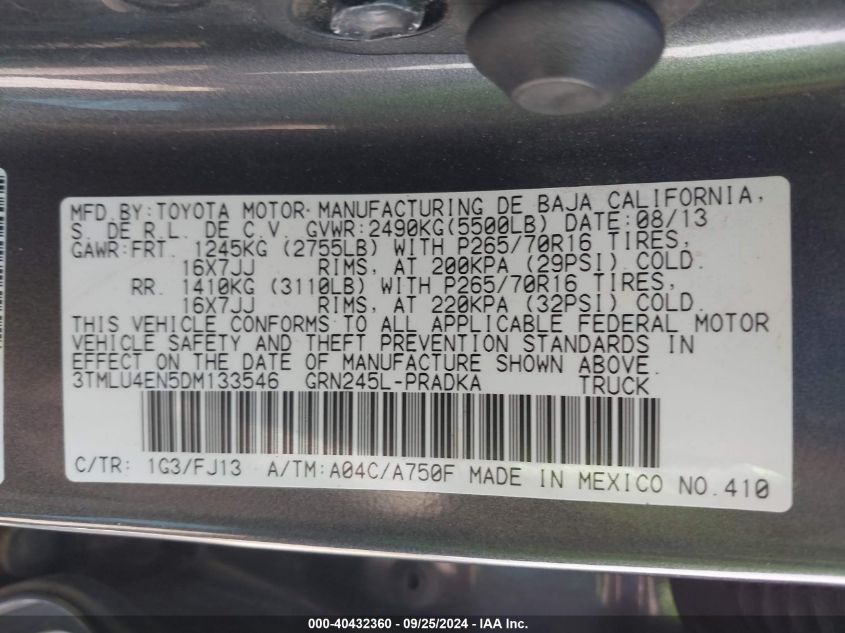 MFD.BY:TOYOTA MOTOR MANUFACTURING DE BAJA CALIFORNIA,
S. DE R.L. DE C.V. GVWR:2490KG(5500LB) DATE:08/13
GAWR:FRT. 1245KG (2755LB) WITH P265/70R16 TIRES,
16X7JJ RIMS, AT 200KPA (29PSI) COLD.
RR. 1410KG (3110LB) WITH P265/70R16 TIRES,
16X7JJ RIMS, AT 220KPA (32PSI) COLD.
THIS VEHICLE CONFORMS TO ALL APPLICABLE FEDERAL MOTOR
VEHICLE SAFETY AND THEFT PREVENTION STANDARDS IN
EFFECT ON THE DATE OF MANUFACTURE SHOWN ABOVE.
3TMLU4EN5DM133546 GRN245L-PRADKA TRUCK
C/TR: 1G3/FJ13 A/TM:A04C/A750F MADE IN MEXICO NO.410
000-40432360 - 09/25/2024 - IAA Inc.